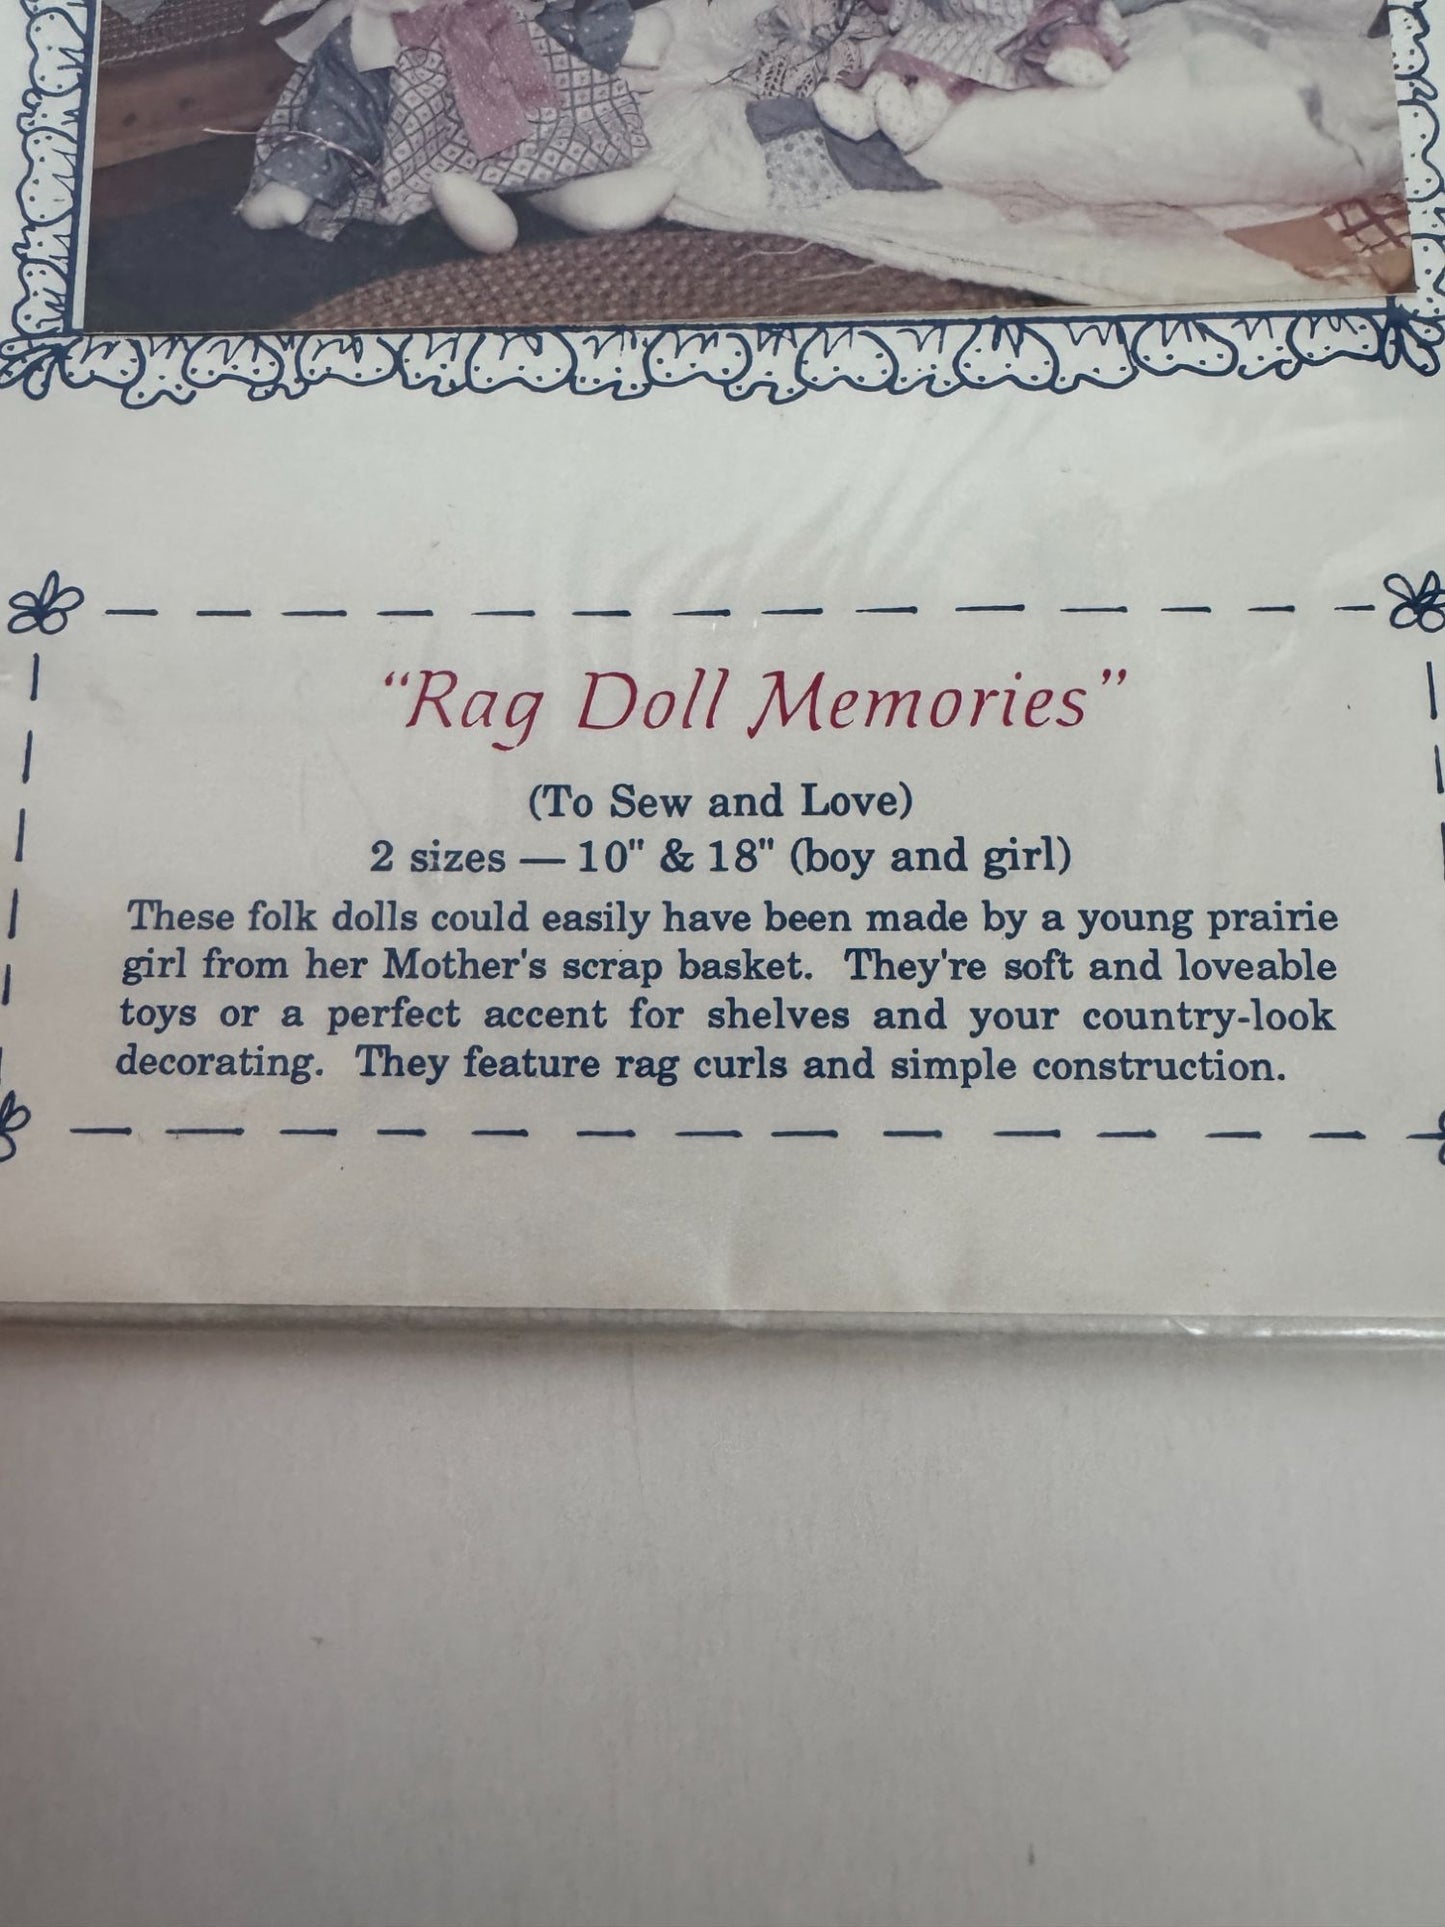 “Rag Doll Memories”
(To Sew and Love)
2 sizes — 10" & 18" (boy and girl)
These folk dolls could easily have been made by a young prairie
girl from her Mother's scrap basket. They're soft and loveable
toys or a perfect accent for shelves and your country-look
decorating. They feature rag curls and simple construction.